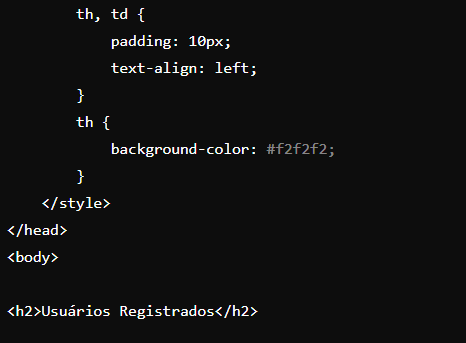 th, td {
padding: 10px;
text-align: left;
}
th {
background-color: #f2f2f2;
}
</style>
</head>
<body>
<h2>Usuários Registrados</h2>